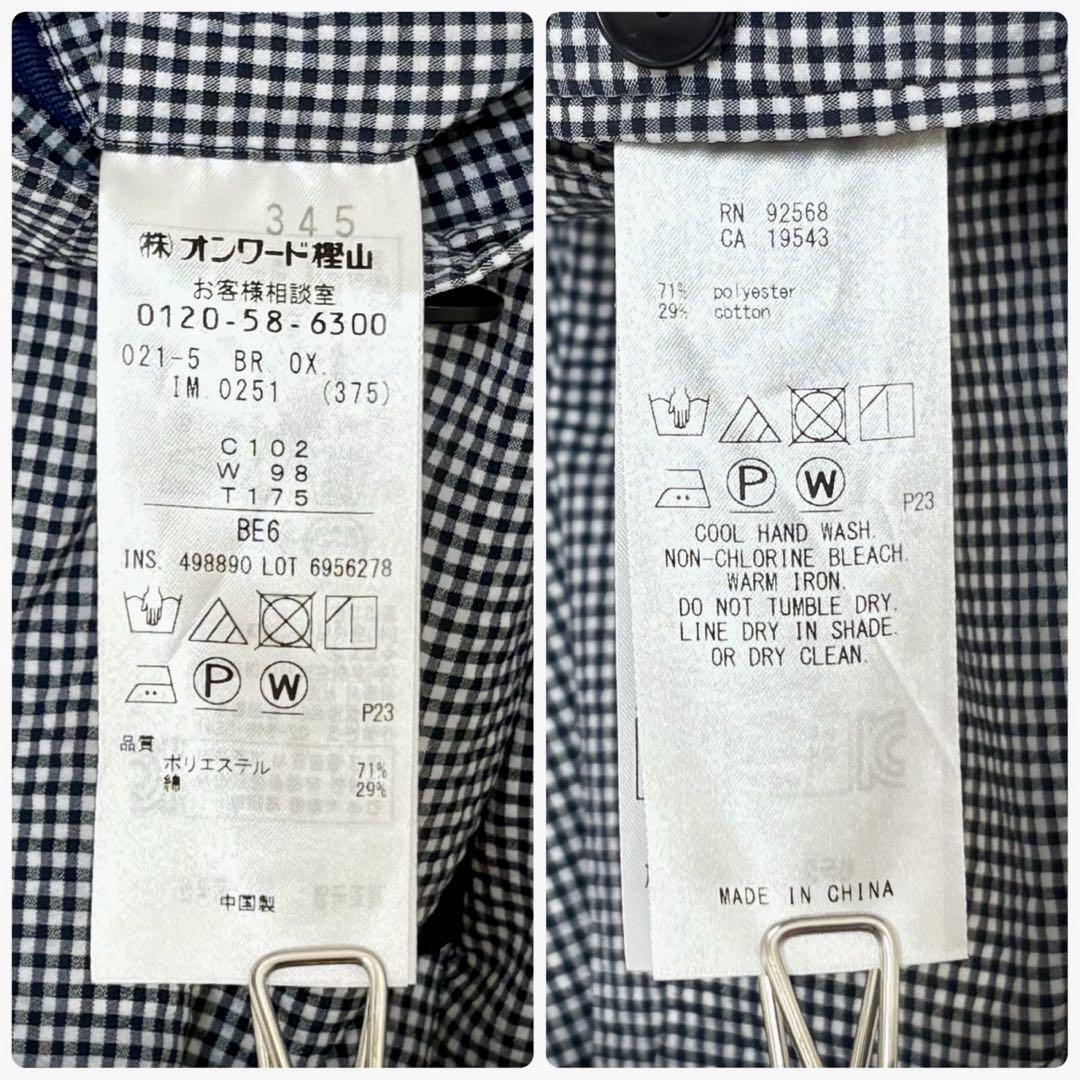 345
㈱オンワード樫山
お客様相談室
0120-58-6300
021-5 BR. OX.
IM 0251 (375)
C102
W 98
T175
BE6
INS. 498890 LOT 6956278
P
W
P23
品質
ポリエステル 71%
綿 29%
中国製
RN 92568
CA 19543
71% polyester
29% cotton
P
W
P23
COOL HAND WASH.
NON-CHLORINE BLEACH.
WARM IRON.
DO NOT TUMBLE DRY.
LINE DRY IN SHADE.
OR DRY CLEAN.
MADE IN CHINA